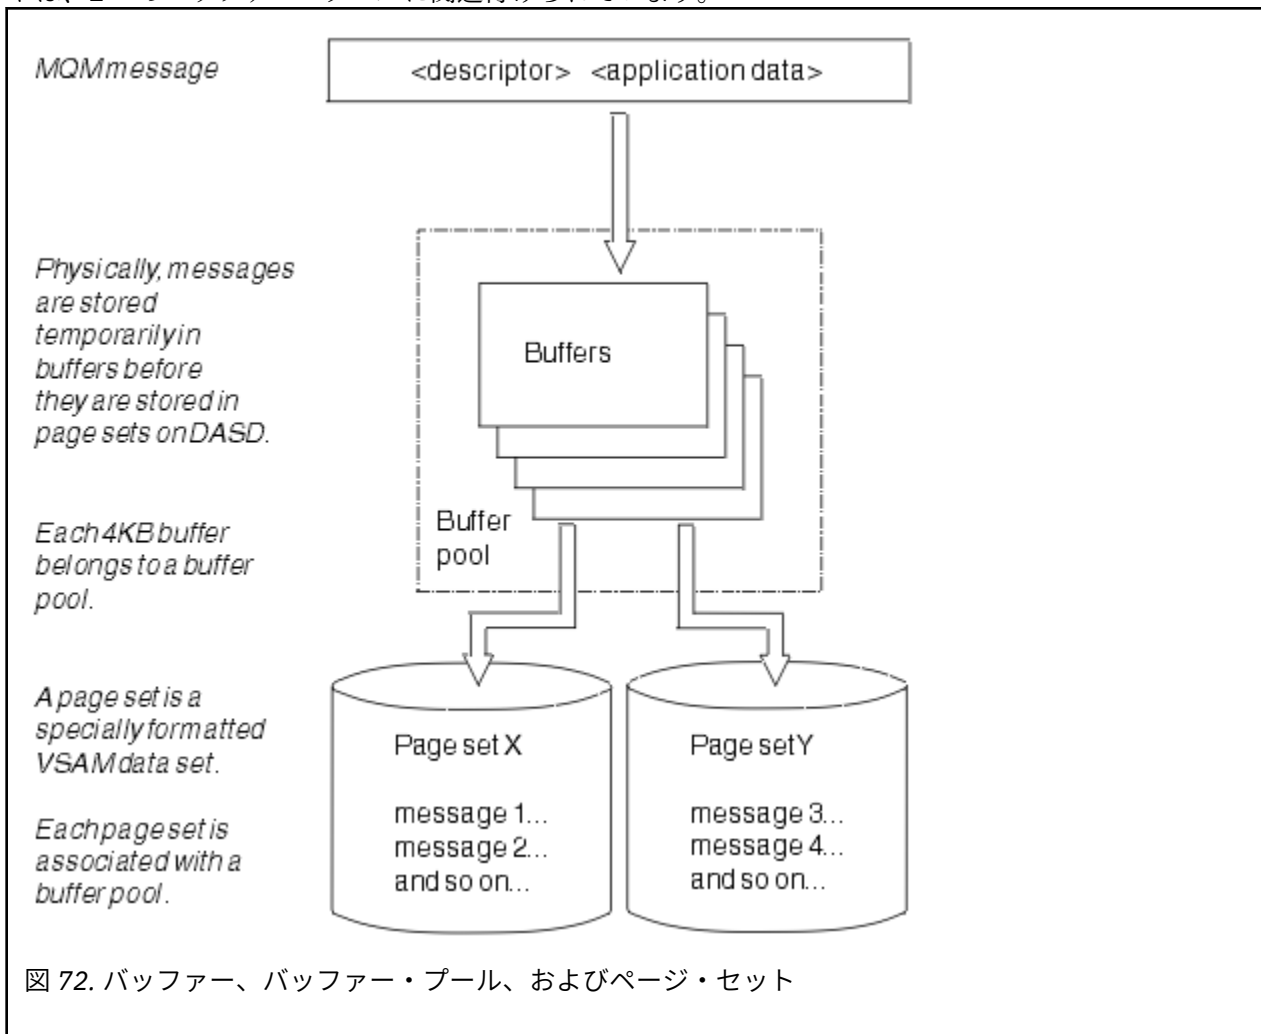 MQM message
<descriptor> <application data>
Physically, messages
are stored
temporarily in
buffers before
they are stored in
page sets on DASD.
Buffers
Buffer
pool
Each 4KB buffer
belongs to a buffer
pool.
A page set is a
specially formatted
VSAM data set.
Each page set is
associated with a
buffer pool.
Page set X
message 1...
message 2...
and so on...
Page set Y
message 3...
message 4...
and so on...
図 72. バッファー、バッファー・プール、およびページ・セット